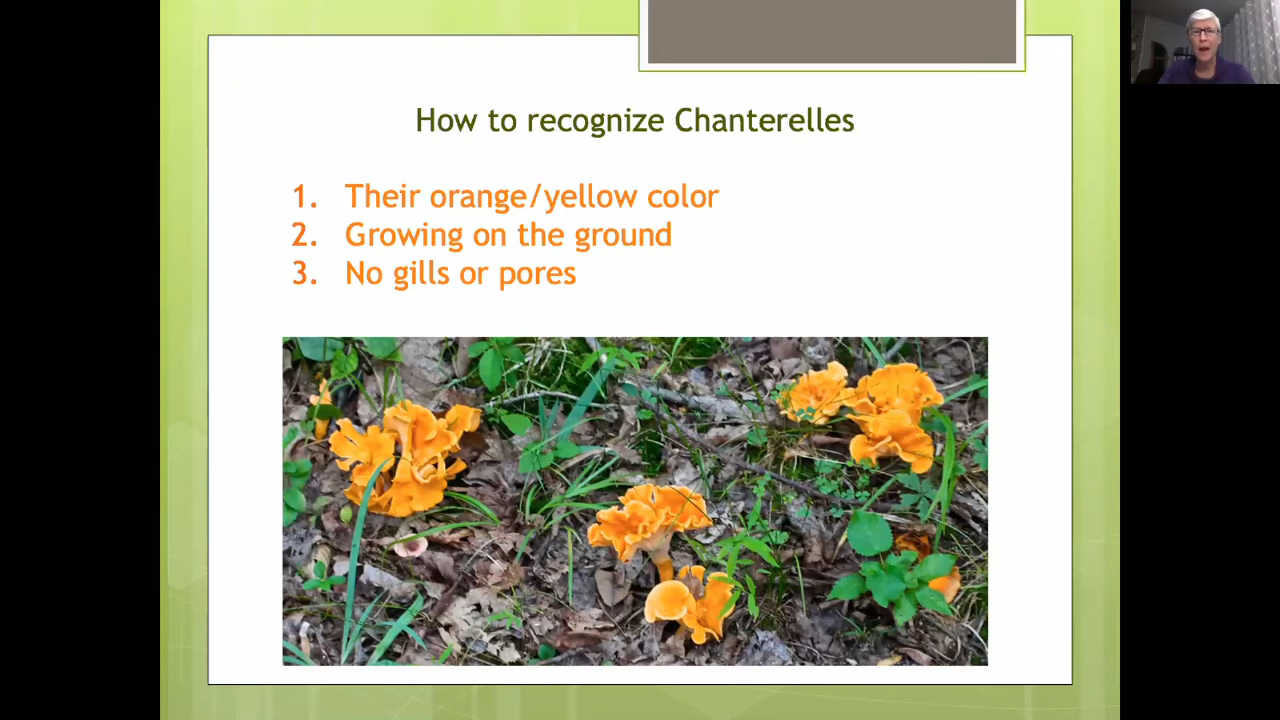 How to recognize Chanterelles
1. Their orange/yellow color
2. Growing on the ground
3. No gills or pores